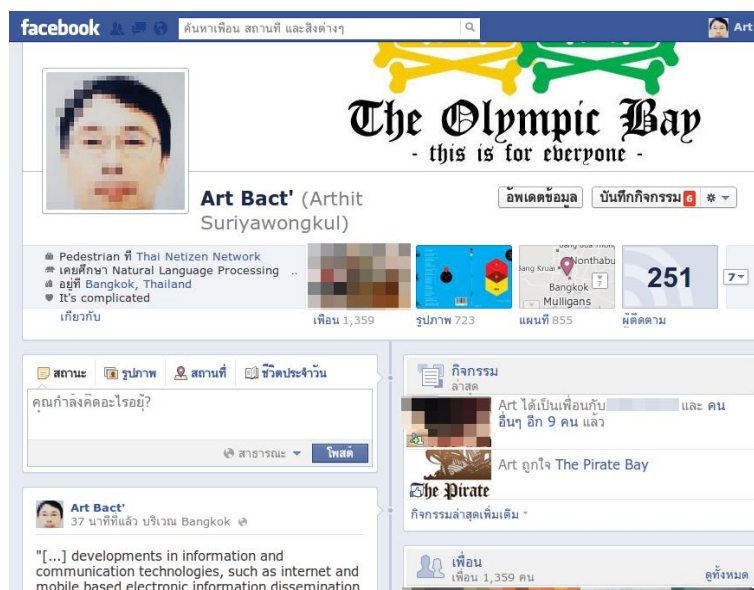 facebook
ค้นหาเพื่อน สถานที่ และสิ่งต่างๆ
Art
The Olympic Bay
- this is for everyone -
Art Bact' (Arthit
Suriyawongkul)
อัพเดตข้อมูล
บันทึกกิจกรรม 6
Pedestrian ที่ Thai Netizen Network
เคยศึกษา Natural Language Processing ..
อยู่ที่ Bangkok, Thailand
It's complicated
เกี่ยวกับ
เพื่อน 1,359
รูปภาพ 723
Nonthabu
Bang Kruai
Bangkok
7
Mulligans
แผนที่ 855
251
ผู้ติดตาม
7
สถานะ
รูปภาพ
สถานที่
ชีวิตประจำวัน
คุณกำลังคิดอะไรอยู่?
สาธารณะ
โพสต์
Art Bact'
37 นาทีที่แล้ว บริเวณ Bangkok
"[...] developments in information and
communication technologies, such as internet and
mobile based electronic information dissemination
กิจกรรม
ล่าสุด
Art ได้เป็นเพื่อนกับ และ คน
อื่นๆ อีก 9 คน แล้ว
Art ถูกใจ The Pirate Bay
The Pirate
กิจกรรมล่าสุดเพิ่มเติม
เพื่อน
เพื่อน 1,359 คน
ดูทั้งหมด